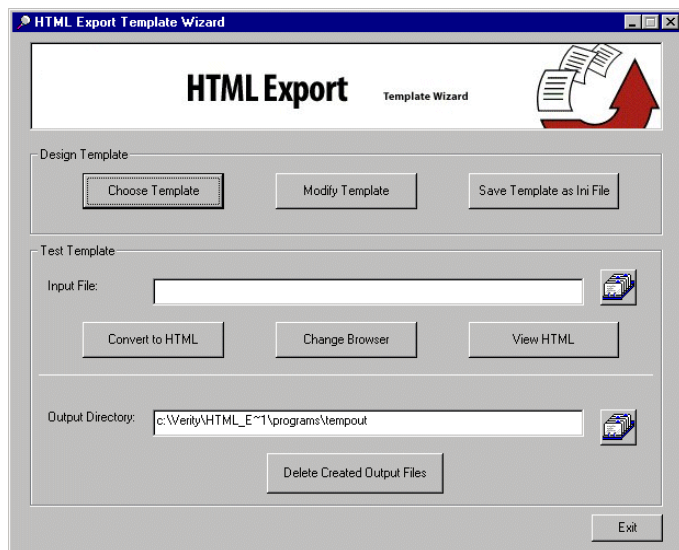 HTML Export Template Wizard
HTML Export Template Wizard
Design Template
Choose Template Modify Template Save Template as Ini File
Test Template
Input File:
Convert to HTML Change Browser View HTML
Output Directory: c:\Verity\HTML_E~1\programs\tempout
Delete Created Output Files
Exit